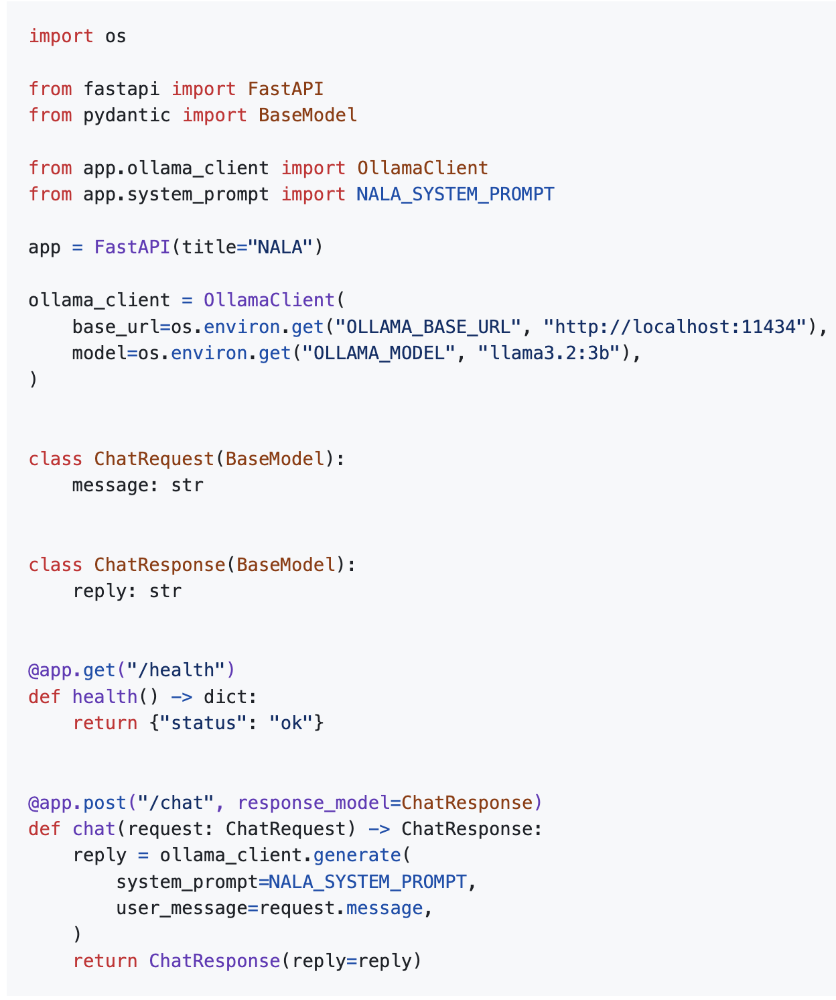 import os

from fastapi import FastAPI
from pydantic import BaseModel

from app.ollama_client import OllamaClient
from app.system_prompt import NALA_SYSTEM_PROMPT

app = FastAPI(title="NALA")

ollama_client = OllamaClient(
    base_url=os.environ.get("OLLAMA_BASE_URL", "http://localhost:11434"),
    model=os.environ.get("OLLAMA_MODEL", "llama3.2:3b"),
)


class ChatRequest(BaseModel):
    message: str


class ChatResponse(BaseModel):
    reply: str


@app.get("/health")
def health() -> dict:
    return {"status": "ok"}


@app.post("/chat", response_model=ChatResponse)
def chat(request: ChatRequest) -> ChatResponse:
    reply = ollama_client.generate(
        system_prompt=NALA_SYSTEM_PROMPT,
        user_message=request.message,
    )
    return ChatResponse(reply=reply)